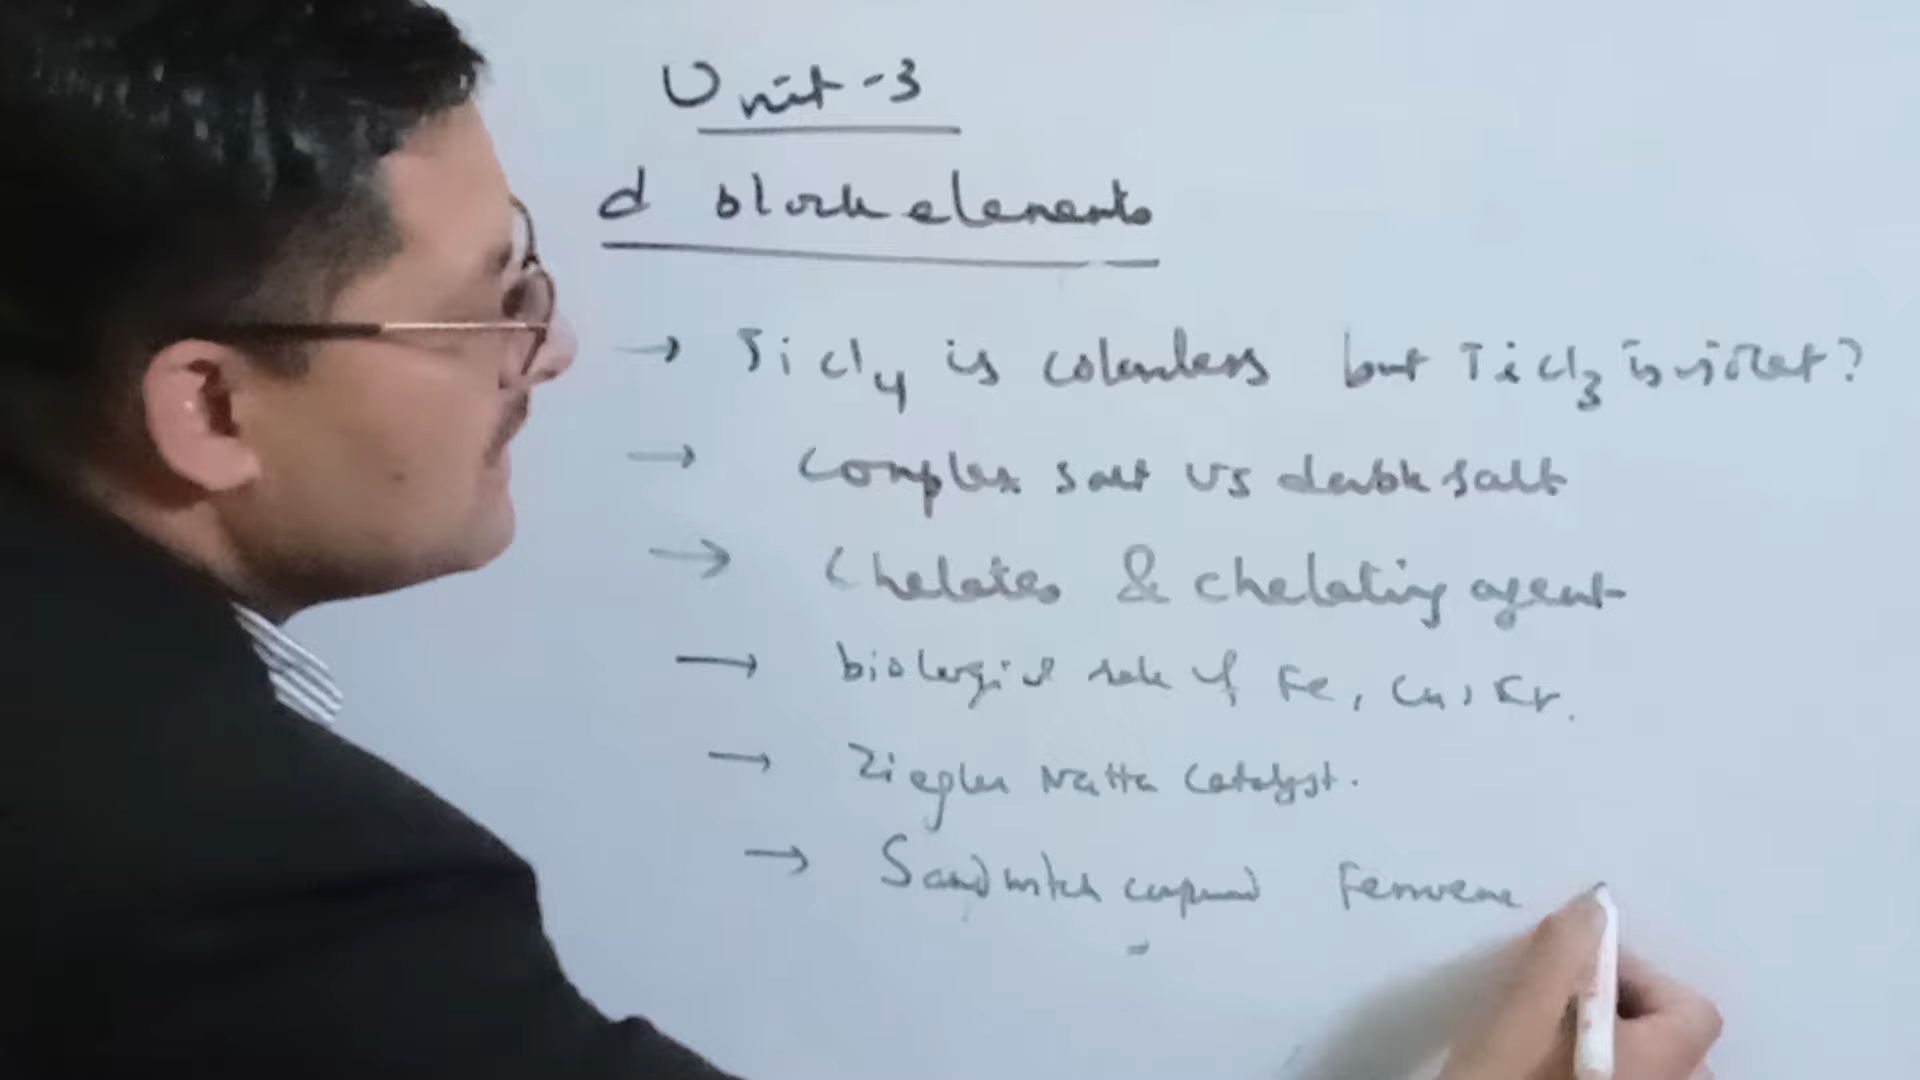 Unit-3
d block elements
→ TiCl4 is colourless but TiCl3 is violet?
→ Complex salt vs double salt
→ Chelates & chelating agent
→ biological role of Fe, Cu, Cr.
→ Ziegler Natta Catalyst.
→ Sandwitch compound Ferrocene